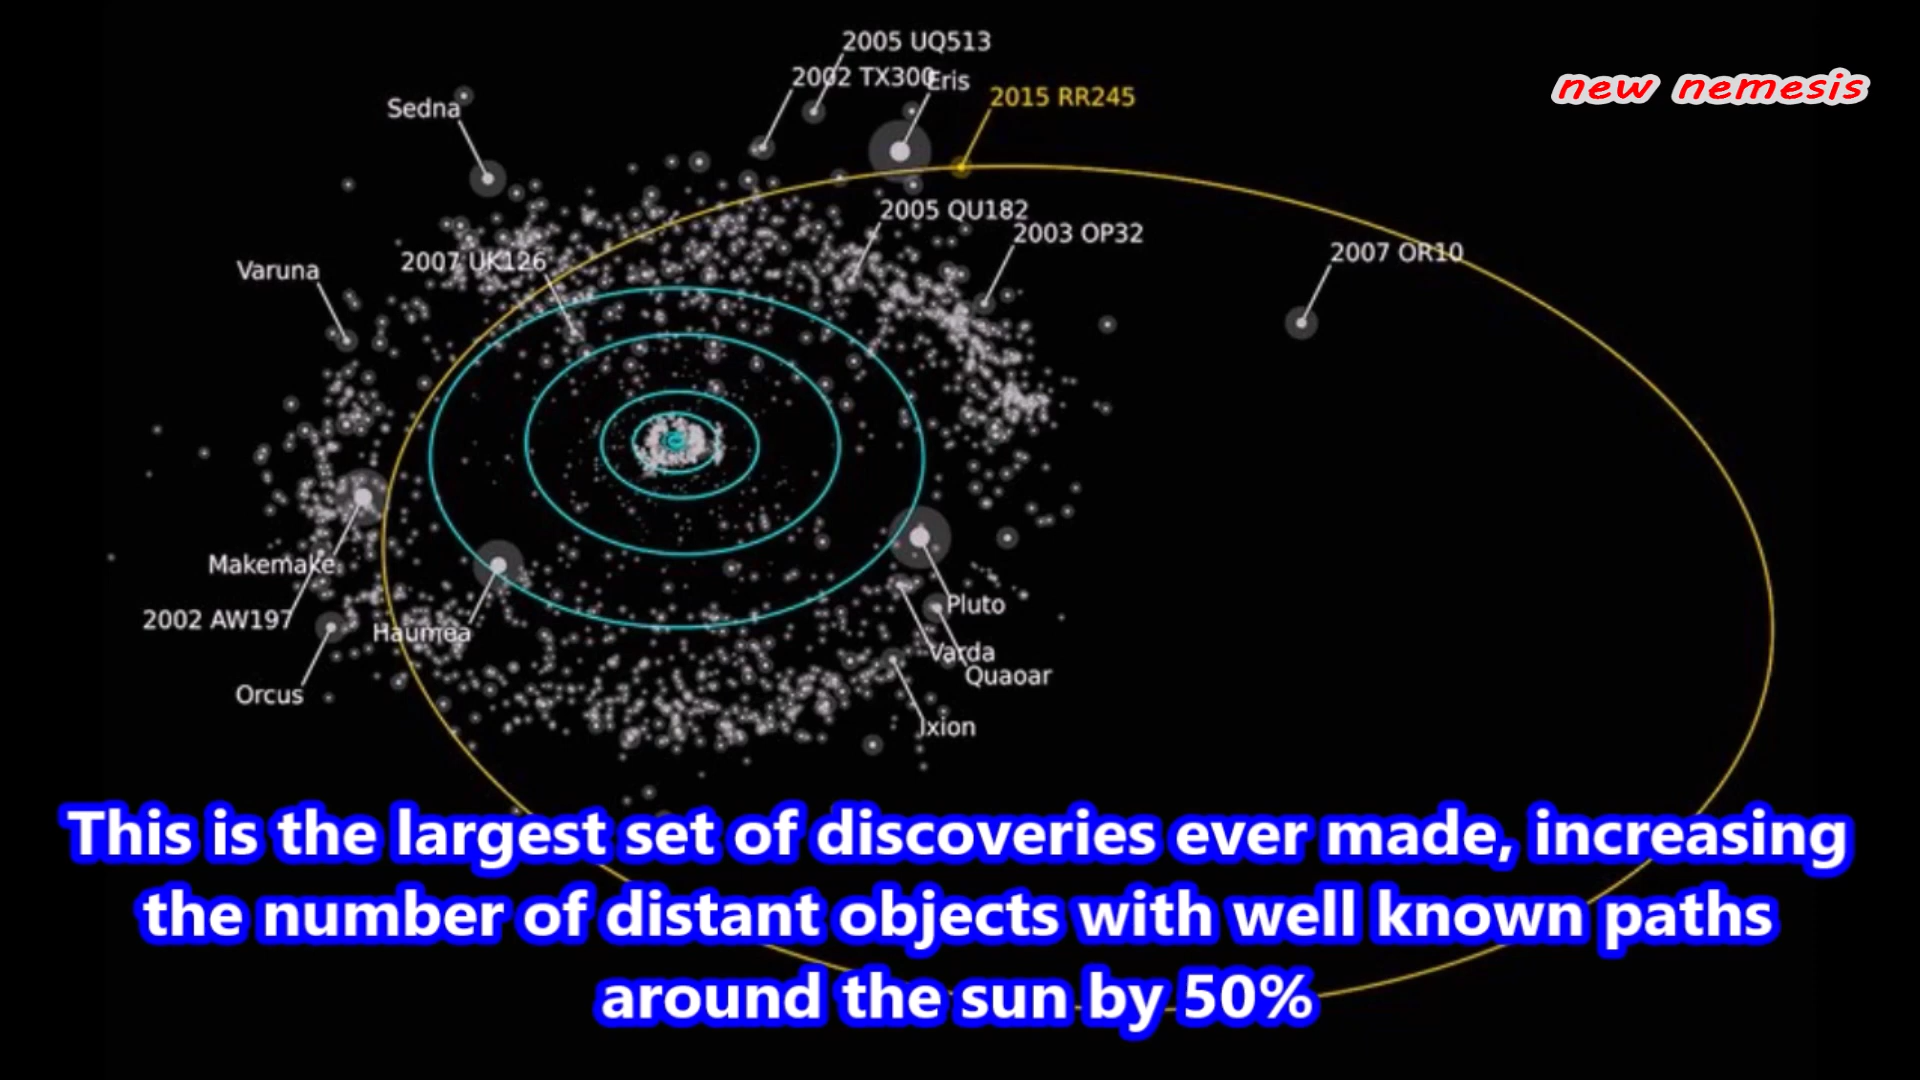 2005 UQ513
2002 TX300
Eris
2015 RR245
new nemesis
Sedna
2005 QU182
2003 OP32
2007 OR10
2007 UK126
Varuna
Makemake
2002 AW197
Haumea
Pluto
Varda
Quaoar
Orcus
Ixion
This is the largest set of discoveries ever made, increasing
the number of distant objects with well known paths
around the sun by 50%